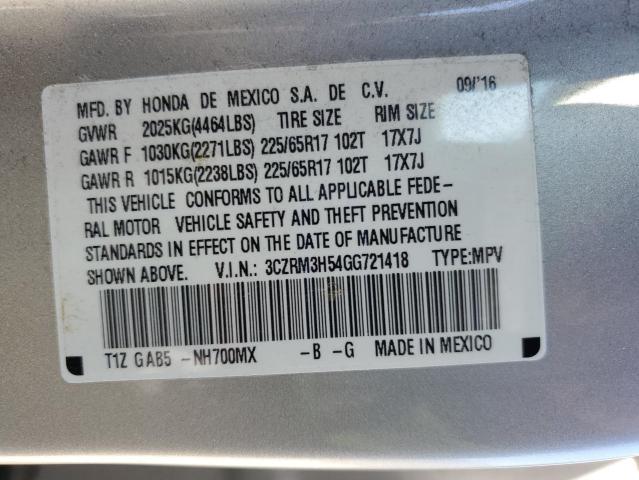 MFD. BY HONDA DE MEXICO S.A. DE C.V. 09/'16
GVWR 2025KG(4464LBS) TIRE SIZE RIM SIZE
GAWR F 1030KG(2271LBS) 225/65R17 102T 17X7J
GAWR R 1015KG(2238LBS) 225/65R17 102T 17X7J
THIS VEHICLE CONFORMS TO ALL APPLICABLE FEDE-
RAL MOTOR VEHICLE SAFETY AND THEFT PREVENTION
STANDARDS IN EFFECT ON THE DATE OF MANUFACTURE
SHOWN ABOVE. V.I.N.: 3CZRM3H54GG721418 TYPE:MPV
T1Z GAB5 -NH700MX -B -G MADE IN MEXICO